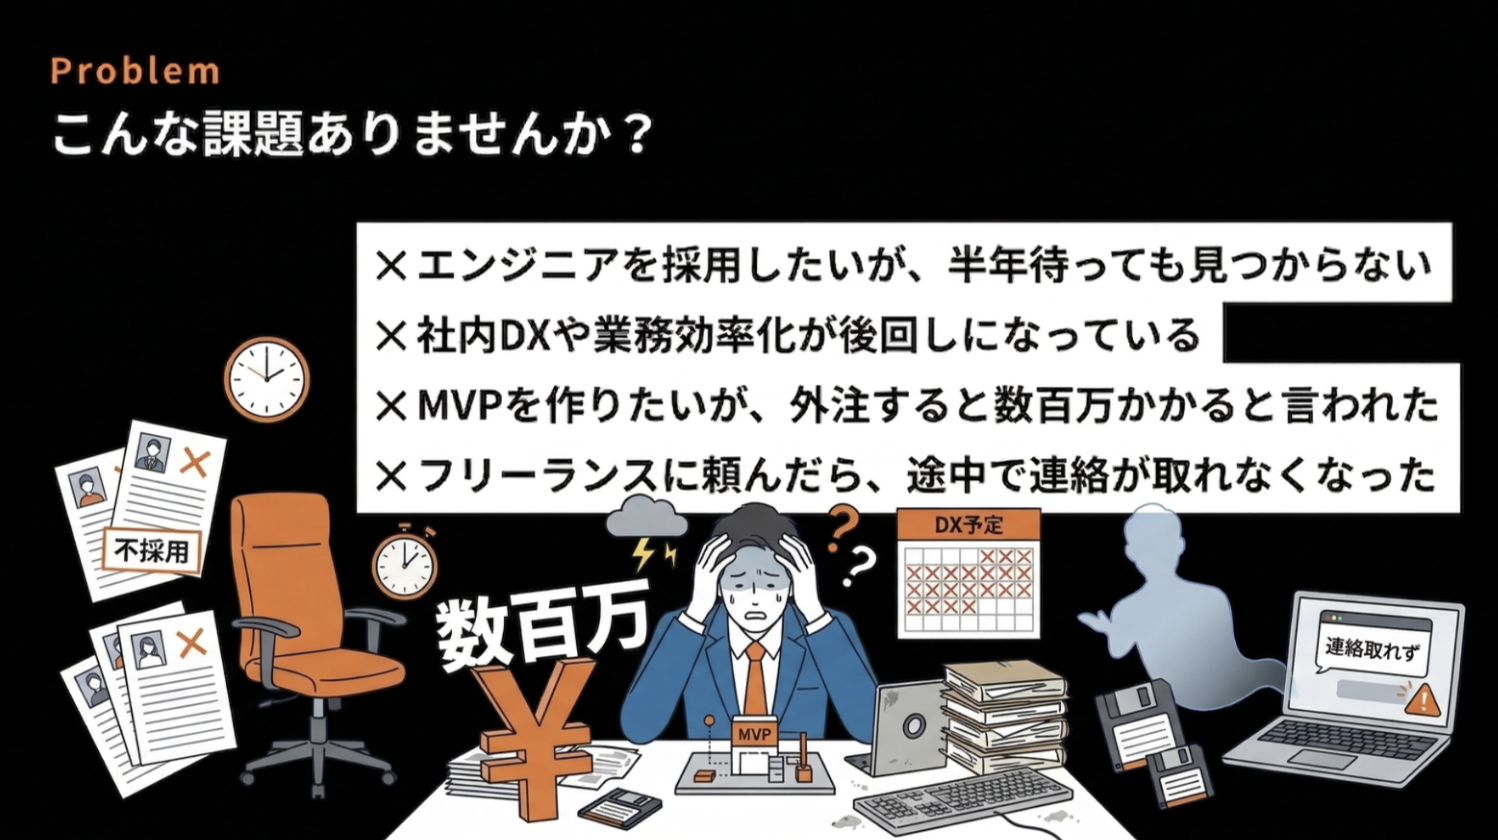 Problem
こんな課題ありませんか？
×エンジニアを採用したいが、半年待っても見つからない
×社内DXや業務効率化が後回しになっている
×MVPを作りたいが、外注すると数百万かかると言われた
×フリーランスに頼んだら、途中で連絡が取れなくなった
不採用
数百万
¥
MVP
??
DX予定
連絡取れず